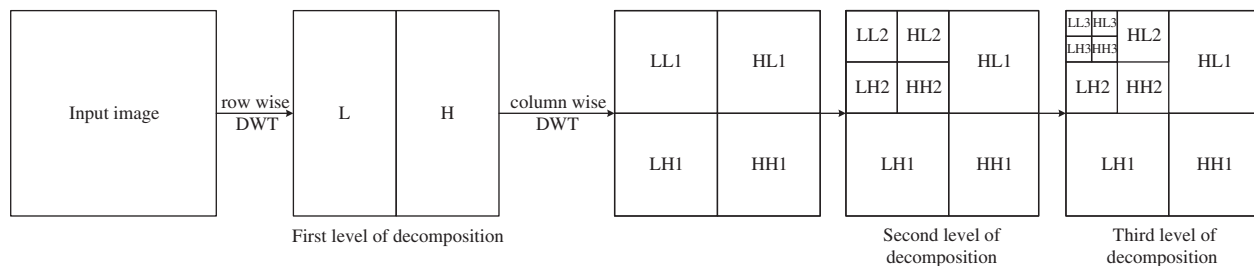 Input image
row wise
DWT
L
H
First level of decomposition
column wise
DWT
LL1
HL1
LH1
HH1
LL2
HL2
HL1
LH2
HH2
LH1
HH1
Second level of
decomposition
LL3
HL3
HL2
HL1
LH3
HH3
LH2
HH2
LH1
HH1
Third level of
decomposition